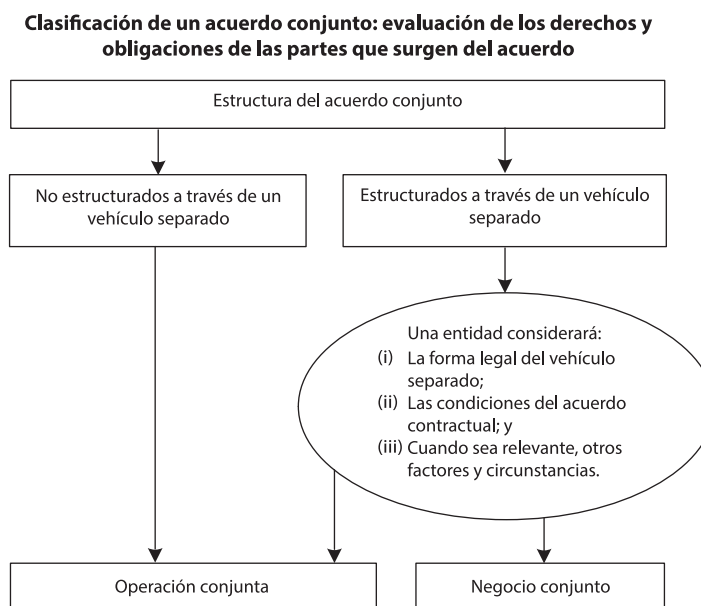 Clasificación de un acuerdo conjunto: evaluación de los derechos y
obligaciones de las partes que surgen del acuerdo
Estructura del acuerdo conjunto
No estructurados a través de un
vehículo separado
Estructurados a través de un vehículo
separado
Una entidad considerará:
(i) La forma legal del vehículo
separado;
(ii) Las condiciones del acuerdo
contractual; y
(iii) Cuando sea relevante, otros
factores y circunstancias.
Operación conjunta
Negocio conjunto